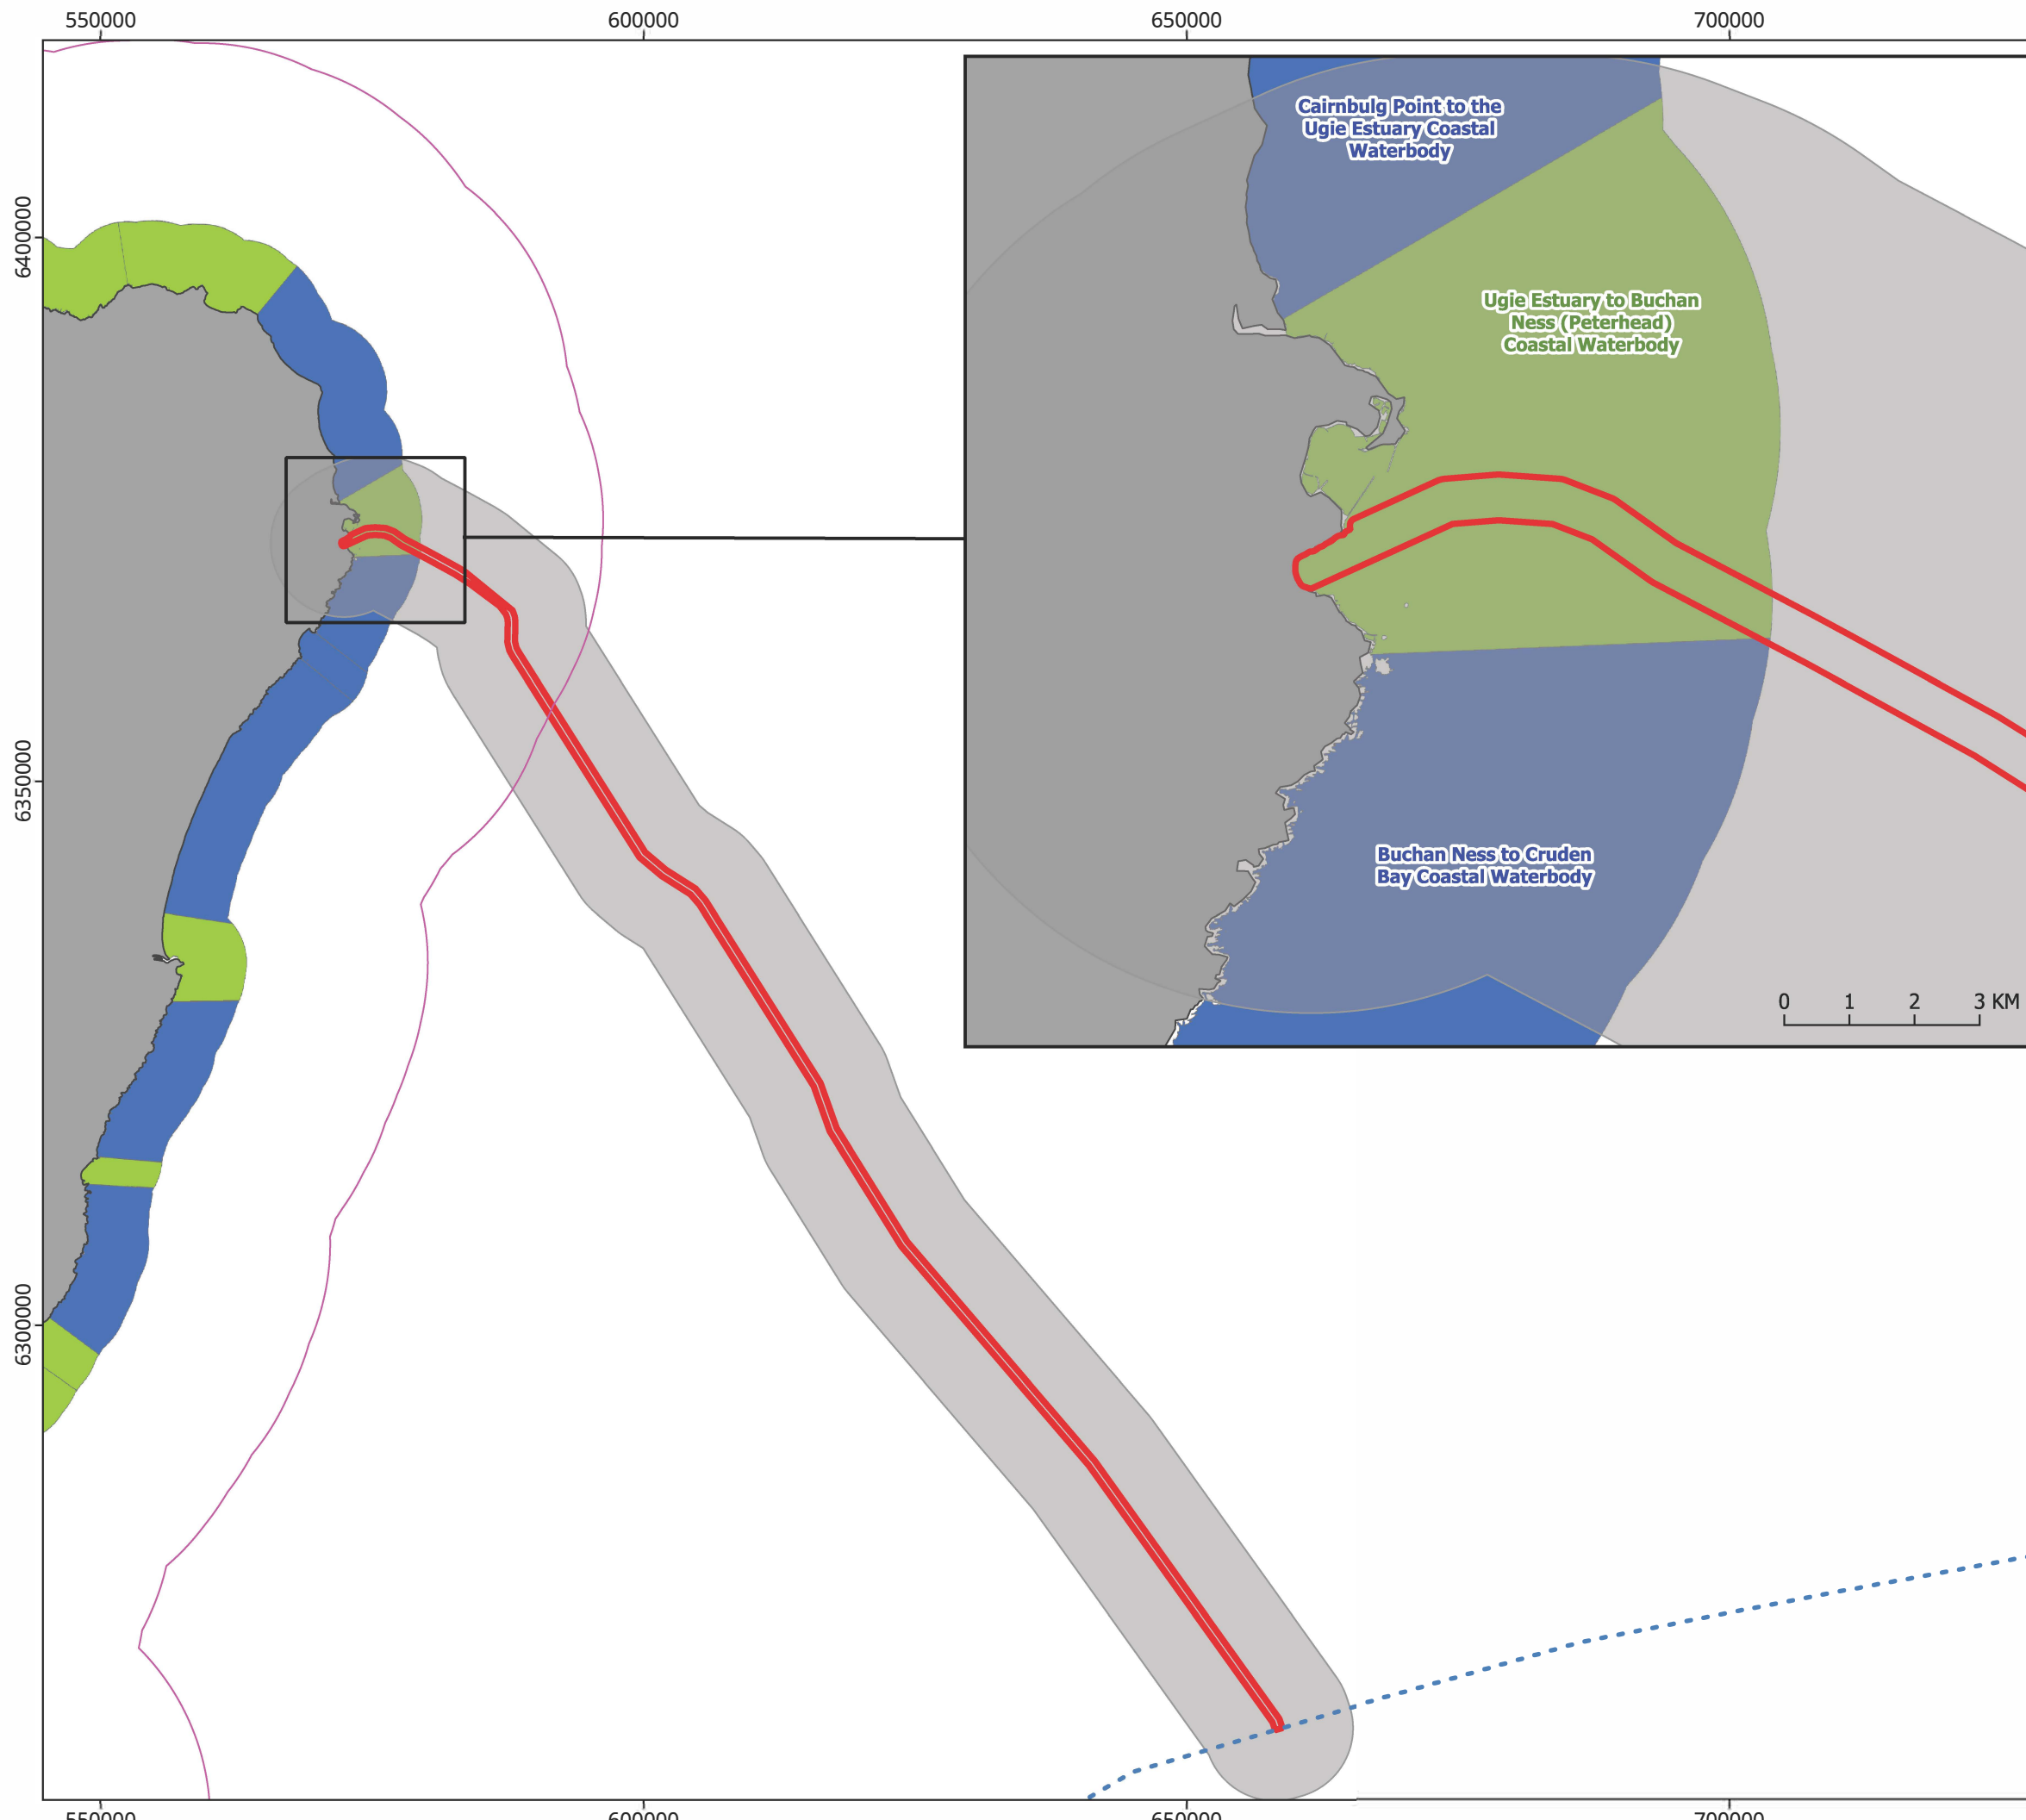 550000
600000
650000
700000
Cairnbulg Point to the
Ugie Estuary Coastal
Waterbody
6400000
Ugie Estuary to Buchan
Ness (Peterhead)
Coastal Waterbody
6350000
Buchan Ness to Cruden
Bay Coastal Waterbody
0 1 2 3 KM
6300000
550000
600000
650000
700000